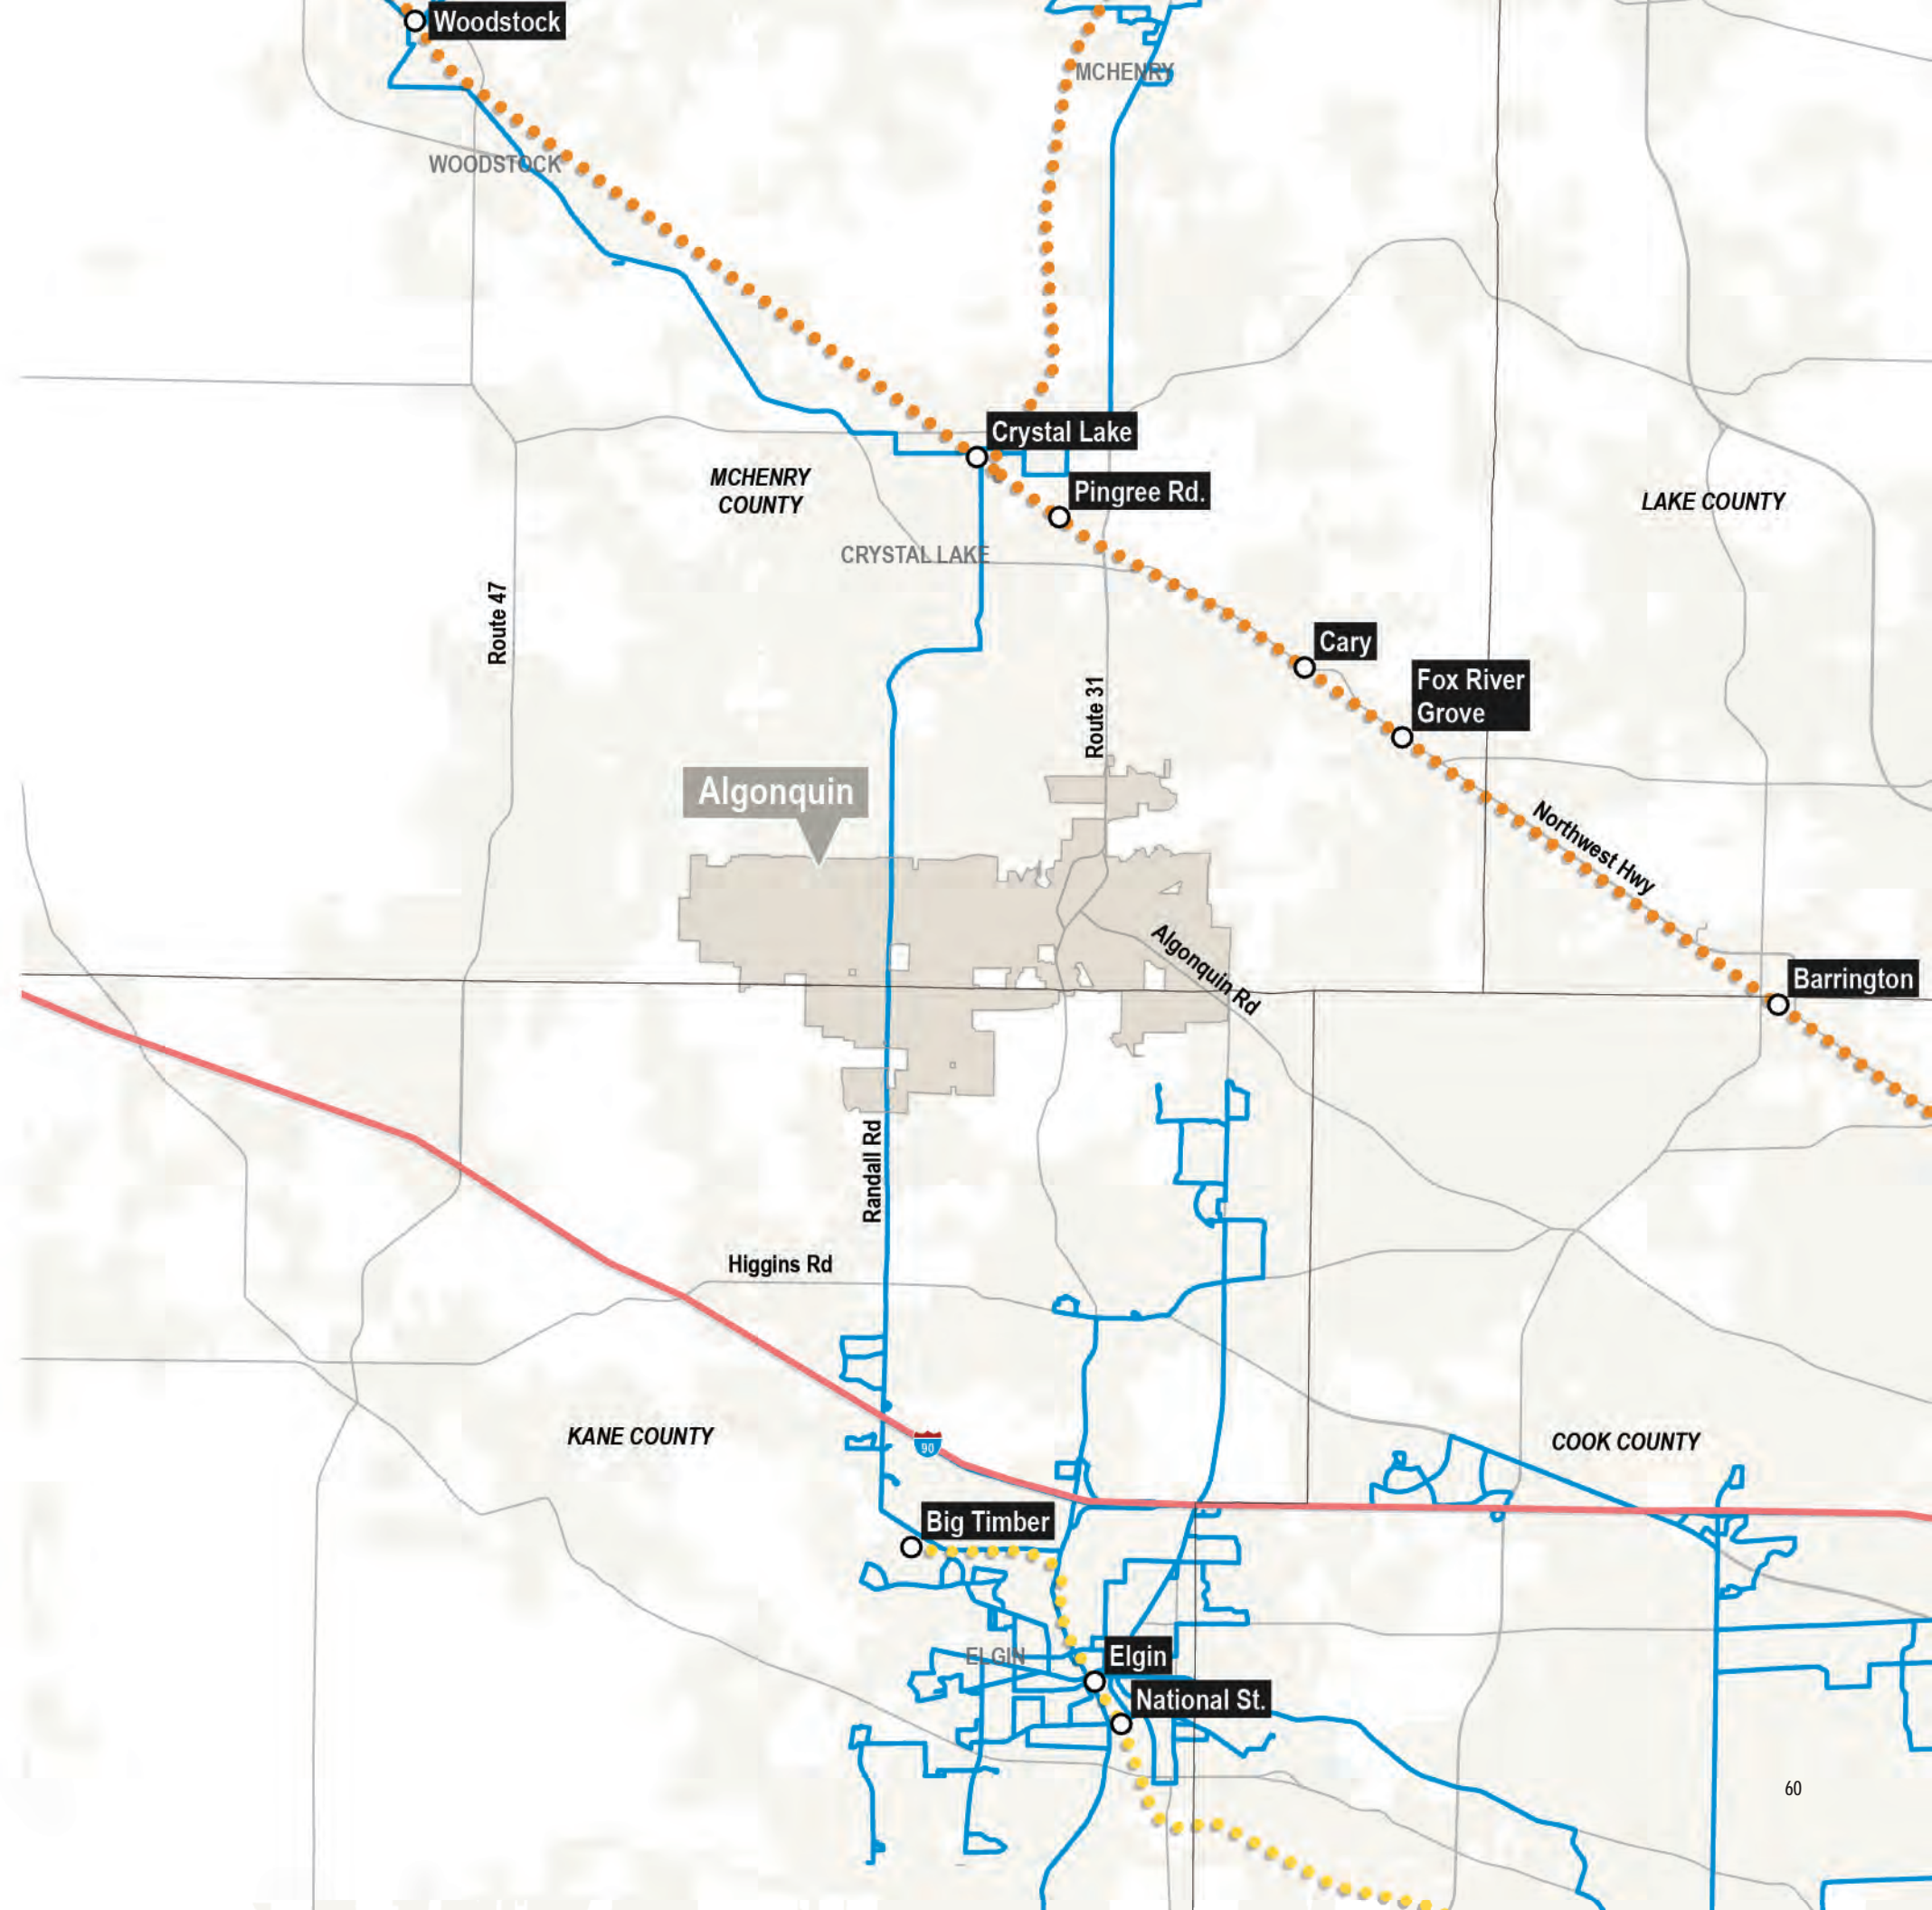 Woodstock
MCHENRY
WOODSTOCK
Crystal Lake
MCHENRY
COUNTY
Pingree Rd.
LAKE COUNTY
CRYSTAL LAKE
Route 47
Cary
Fox River
Grove
Route 31
Algonquin
Northwest Hwy
Algonquin Rd
Barrington
Randall Rd
Higgins Rd
KANE COUNTY
90
COOK COUNTY
Big Timber
ELGIN
Elgin
National St.
60